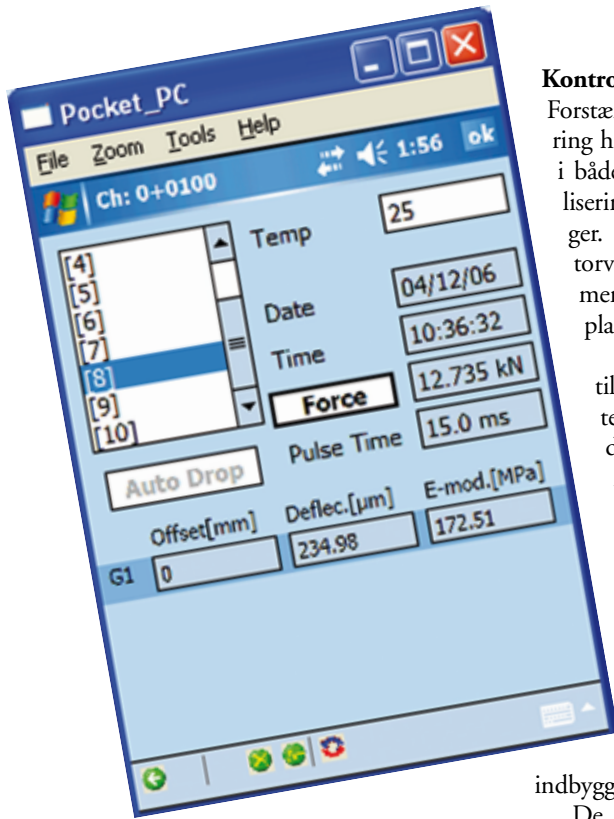 Pocket_PC
File Zoom Tools Help
Ch: 0+0100 1:56 ok
[4]
[5]
[6]
[7]
[8]
[9]
[10]
Temp 25
Date 04/12/06
Time 10:36:32
Force 12.735 kN
Pulse Time 15.0 ms
Auto Drop
Offset[mm] Deflec.[µm] E-mod.[MPa]
G1 0 234.98 172.51
Kontro
Forstæ
ring h
i båd
liserin
ger.
torv
mer
pla
til
te
d
indbygg
De